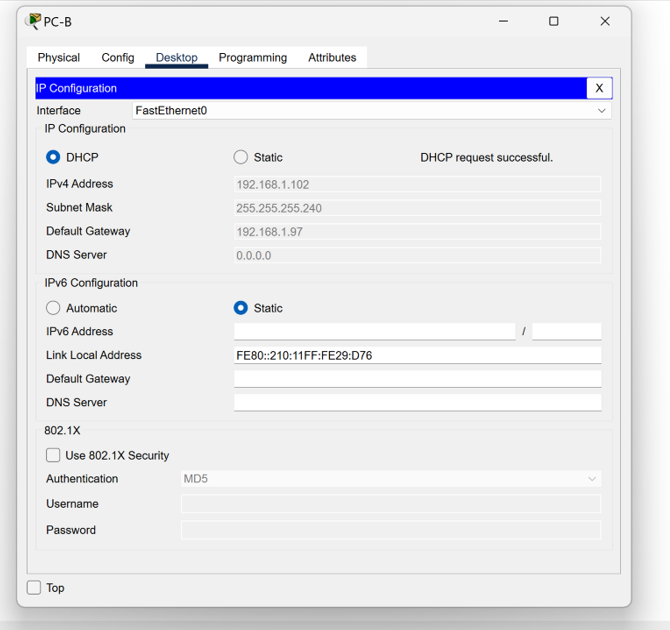 PC-B
Physical Config Desktop Programming Attributes
IP Configuration X
Interface FastEthernet0
IP Configuration
DHCP Static DHCP request successful.
IPv4 Address 192.168.1.102
Subnet Mask 255.255.255.240
Default Gateway 192.168.1.97
DNS Server 0.0.0.0
IPv6 Configuration
Automatic Static
IPv6 Address /
Link Local Address FE80::210:11FF:FE29:D76
Default Gateway
DNS Server
802.1X
Use 802.1X Security
Authentication MD5
Username
Password
Top